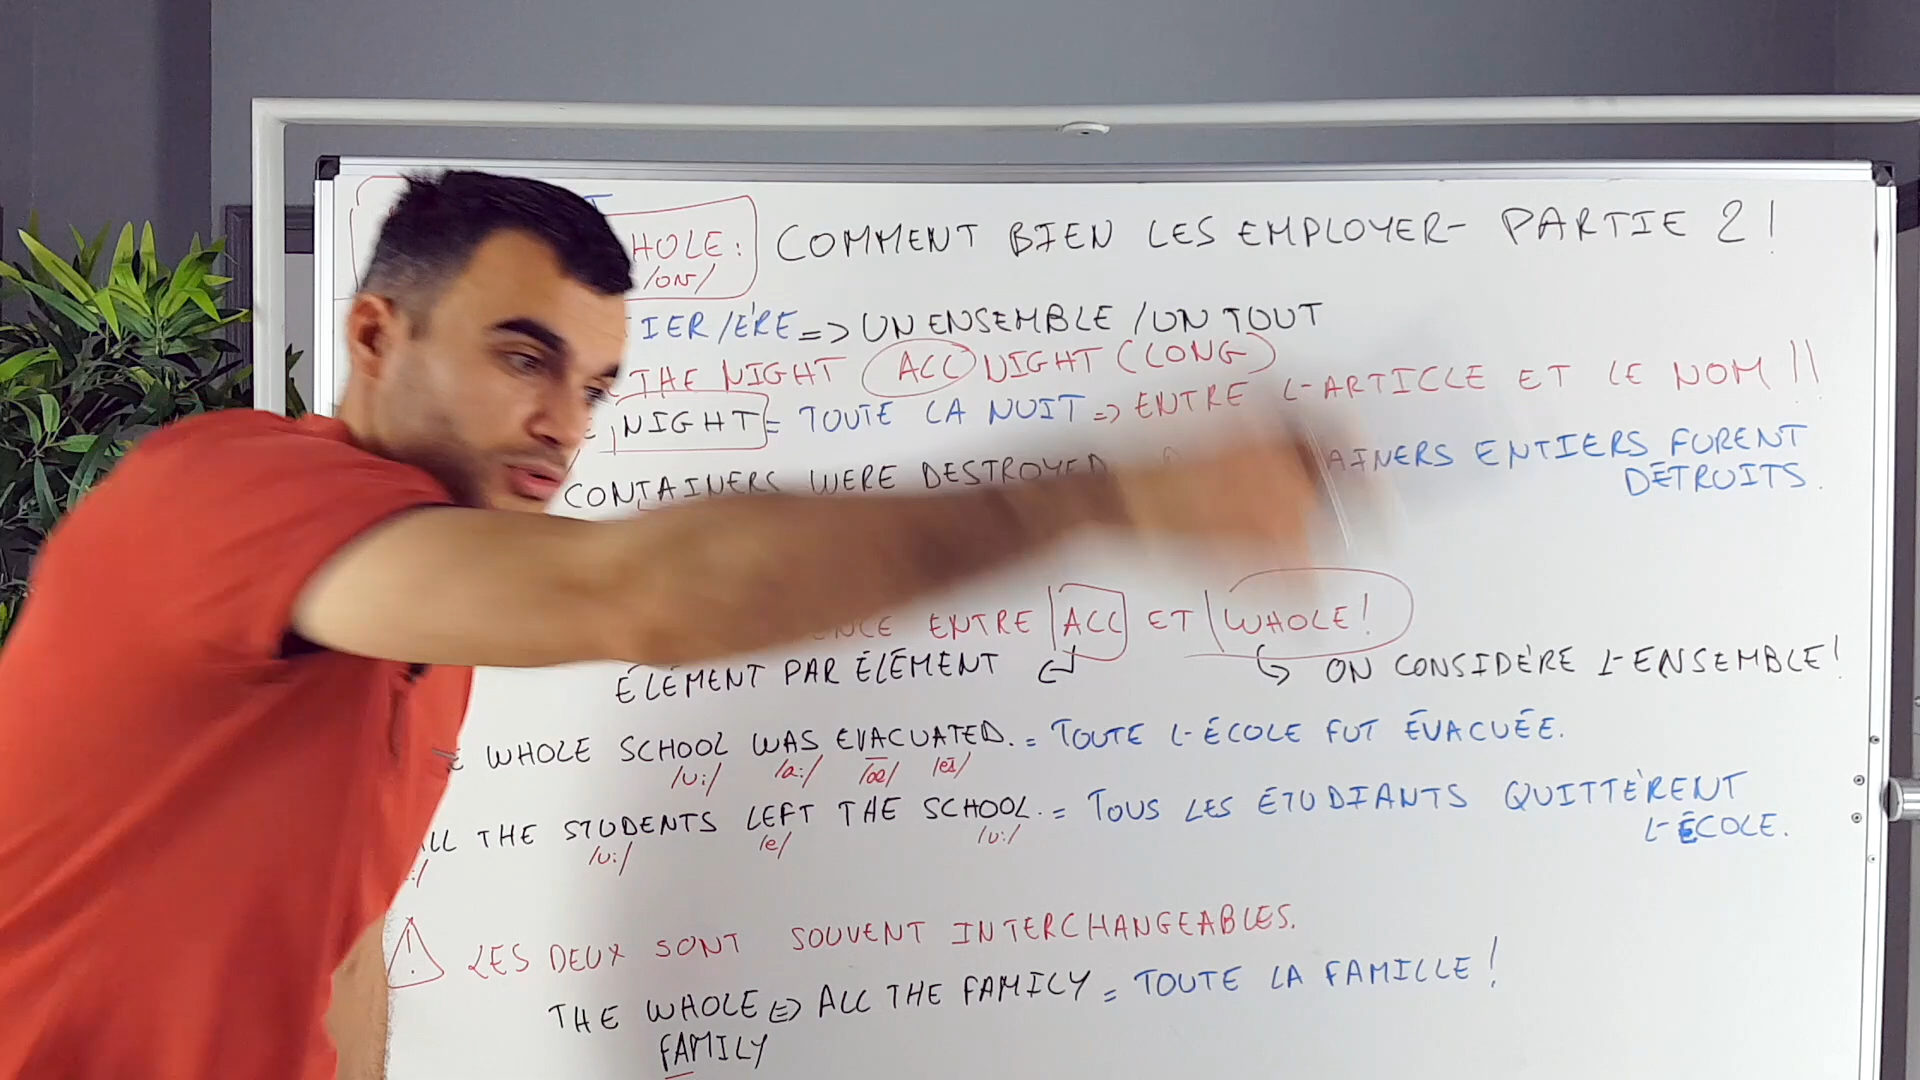 HOLE: COMMENT BIEN LES EMPLOYER- PARTIE 2!
/
IER/ÈRE => UN ENSEMBLE / UN TOUT
THE NIGHT ALL NIGHT (LONG)
NIGHT = TOUTE LA NUIT => ENTRE L'ARTICLE ET LE NOM!!
CONTAINERS WERE DESTROYED AINERS ENTIERS FURENT
DÉTRUITS.
ENTRE ALL ET WHOLE!
ÉLÉMENT PAR ÉLÉMENT ON CONSIDÈRE L'ENSEMBLE!
E WHOLE SCHOOL WAS EVACUATED. = TOUTE L'ÉCOLE FUT ÉVACUÉE.
/u:/ /eɪ/
LL THE STUDENTS LEFT THE SCHOOL. = TOUS LES ÉTUDIANTS QUITTÈRENT
L'ÉCOLE.
/u:/ /e/ /u:/
! LES DEUX SONT SOUVENT INTERCHANGEABLES.
THE WHOLE <=> ALL THE FAMILY = TOUTE LA FAMILLE!
FAMILY